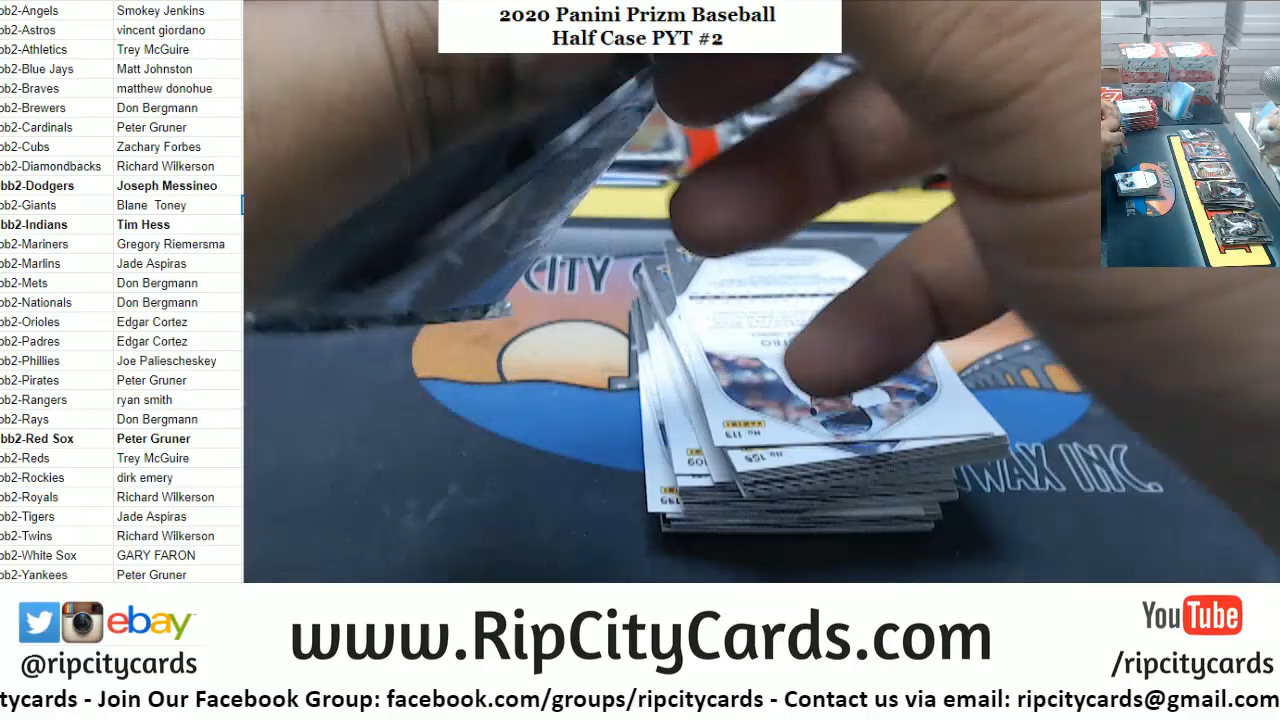 2020 Panini Prizm Baseball
Half Case PYT #2
bb2-Angels Smokey Jenkins
bb2-Astros vincent giordano
bb2-Athletics Trey McGuire
bb2-Blue Jays Matt Johnston
bb2-Braves matthew donohue
bb2-Brewers Don Bergmann
bb2-Cardinals Peter Gruner
bb2-Cubs Zachary Forbes
bb2-Diamondbacks Richard Wilkerson
bb2-Dodgers Joseph Messineo
bb2-Giants Blane Toney
bb2-Indians Tim Hess
bb2-Mariners Gregory Riemersma
bb2-Marlins Jade Aspiras
bb2-Mets Don Bergmann
bb2-Nationals Don Bergmann
bb2-Orioles Edgar Cortez
bb2-Padres Edgar Cortez
bb2-Phillies Joe Paliescheskey
bb2-Pirates Peter Gruner
bb2-Rangers ryan smith
bb2-Rays Don Bergmann
bb2-Red Sox Peter Gruner
bb2-Reds Trey McGuire
bb2-Rockies dirk emery
bb2-Royals Richard Wilkerson
bb2-Tigers Jade Aspiras
bb2-Twins Richard Wilkerson
bb2-White Sox GARY FARON
bb2-Yankees Peter Gruner
CITY
WAX INC.
No 113
No 155
109
ebay
@ripcitycards
www.RipCityCards.com
YouTube
/ripcitycards
tycards - Join Our Facebook Group: facebook.com/groups/ripcitycards - Contact us via email: ripcitycards@gmail.com